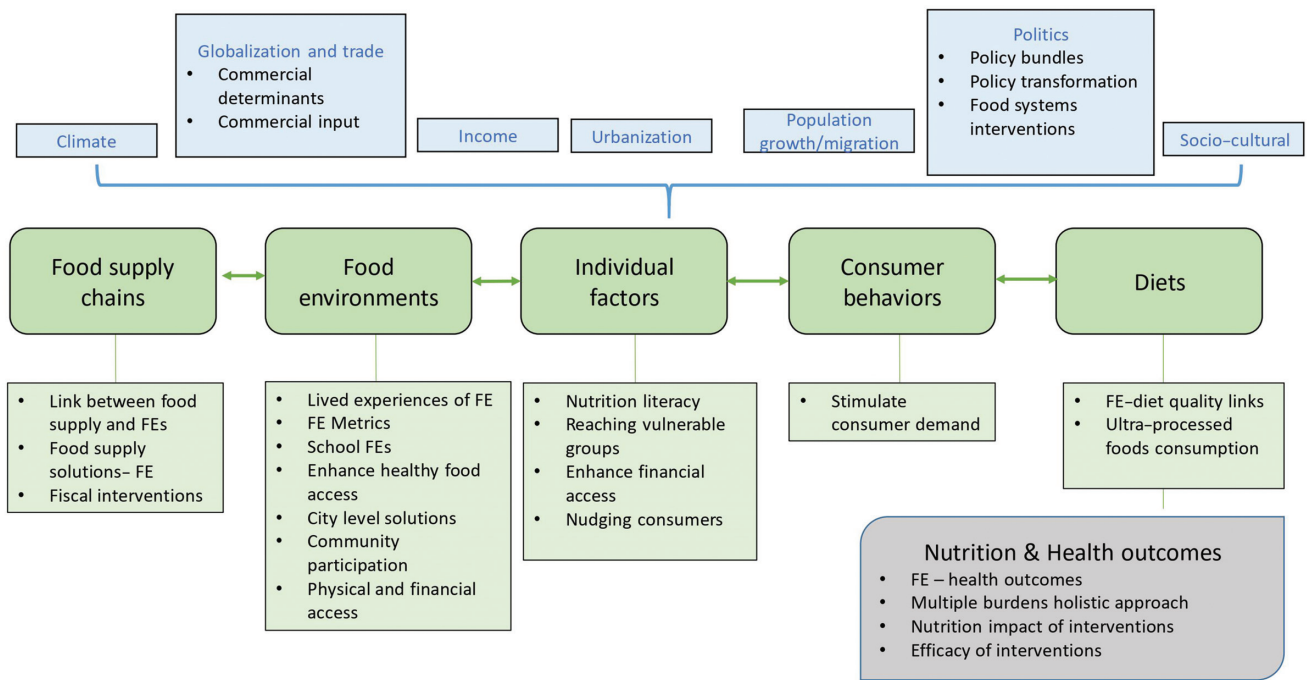 Globalization and trade
• Commercial
determinants
• Commercial input
Politics
• Policy bundles
• Policy transformation
• Food systems
interventions
Climate
Income
Urbanization
Population
growth/migration
Socio-cultural
Food supply
chains
Food
environments
Individual
factors
Consumer
behaviors
Diets
• Link between food
supply and FEs
• Food supply
solutions– FE
• Fiscal interventions
• Lived experiences of FE
• FE Metrics
• School FEs
• Enhance healthy food
access
• City level solutions
• Community
participation
• Physical and financial
access
• Nutrition literacy
• Reaching vulnerable
groups
• Enhance financial
access
• Nudging consumers
• Stimulate
consumer demand
• FE–diet quality links
• Ultra–processed
foods consumption
Nutrition & Health outcomes
• FE – health outcomes
• Multiple burdens holistic approach
• Nutrition impact of interventions
• Efficacy of interventions